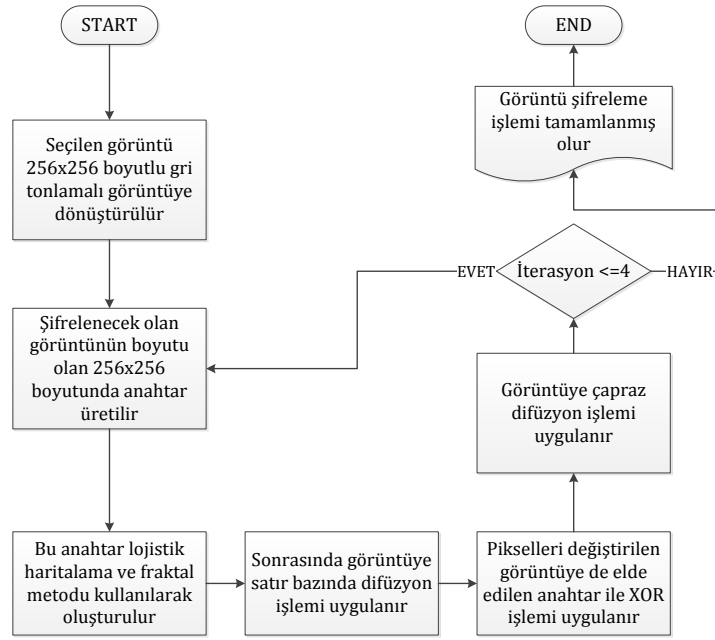 START
Seçilen görüntü
256x256 boyutlu gri
tonlamalı görüntüye
dönüştürülür
Şifrelenecek olan
görüntünün boyutu
olan 256x256
boyutunda anahtar
üretilir
Bu anahtar lojistik
haritalama ve fraktal
metodu kullanılarak
oluşturulur
Sonrasında görüntüye
satır bazında difüzyon
işlemi uygulanır
Pikselleri değiştirilen
görüntüye de elde
edilen anahtar ile XOR
işlemi uygulanır
Görüntüye çapraz
difüzyon işlemi
uygulanır
İterasyon <=4
EVET
HAYIR
Görüntü şifreleme
işlemi tamamlanmış
olur
END